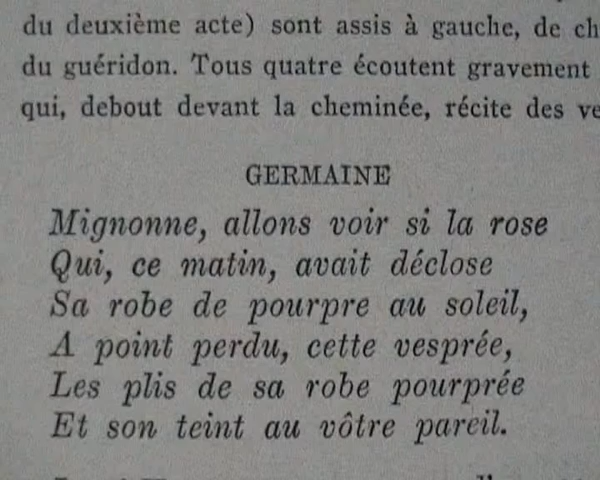 du deuxième acte) sont assis à gauche, de
du guéridon. Tous quatre écoutent gravement
qui, debout devant la cheminée, récite des
GERMAINE
Mignonne, allons voir si la rose
Qui, ce matin, avait déclose
Sa robe de pourpre au soleil,
A point perdu, cette vesprée,
Les plis de sa robe pourprée
Et son teint au vôtre pareil.